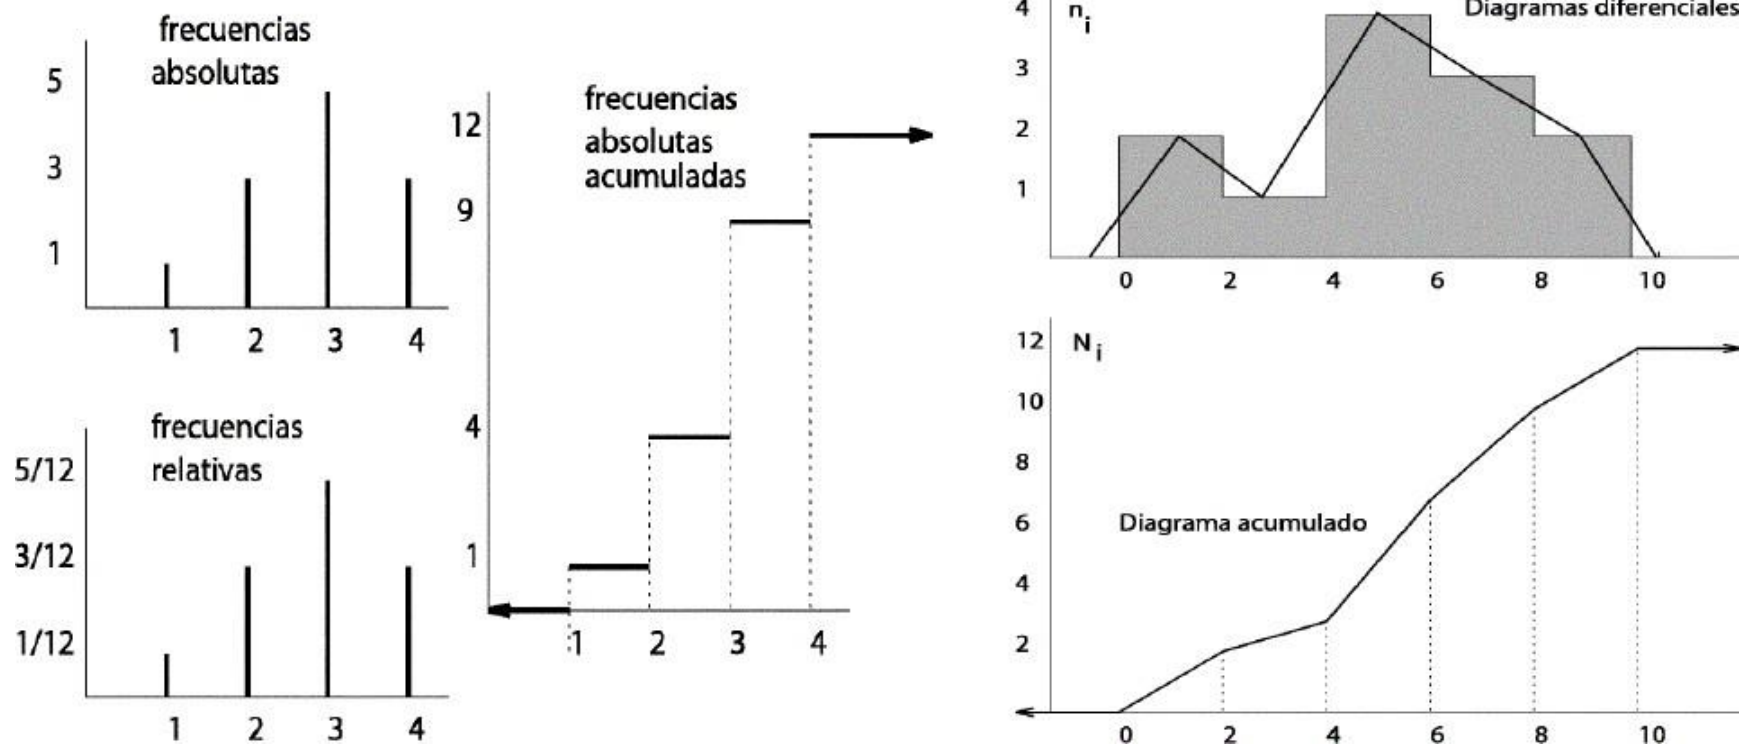 frecuencias
absolutas
5
3
1
1 2 3 4
frecuencias
relativas
5/12
3/12
1/12
1 2 3 4
frecuencias
absolutas
acumuladas
12
9
4
1
1 2 3 4
Diagramas diferenciales
n i
4
3
2
1
0 2 4 6 8 10
N i
12
10
8
6
4
2
Diagrama acumulado
0 2 4 6 8 10